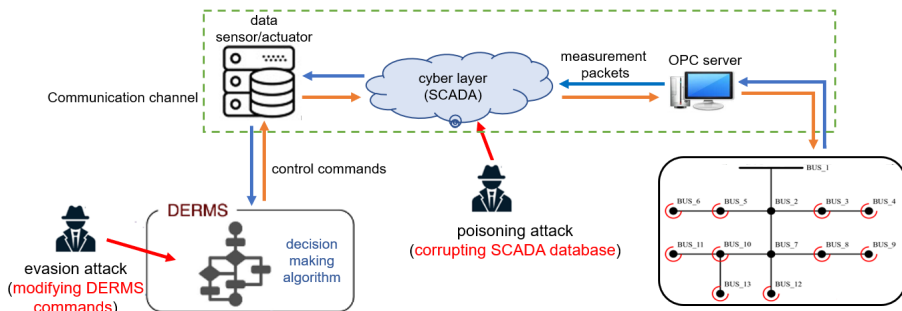 data
sensor/actuator
Communication channel
cyber layer
(SCADA)
measurement
packets
OPC server
control commands
DERMS
decision
making
algorithm
evasion attack
(modifying DERMS
commands)
poisoning attack
(corrupting SCADA database)
BUS_1
BUS_6
BUS_5
BUS_2
BUS_3
BUS_4
BUS_11
BUS_10
BUS_7
BUS_8
BUS_9
BUS_13
BUS_12